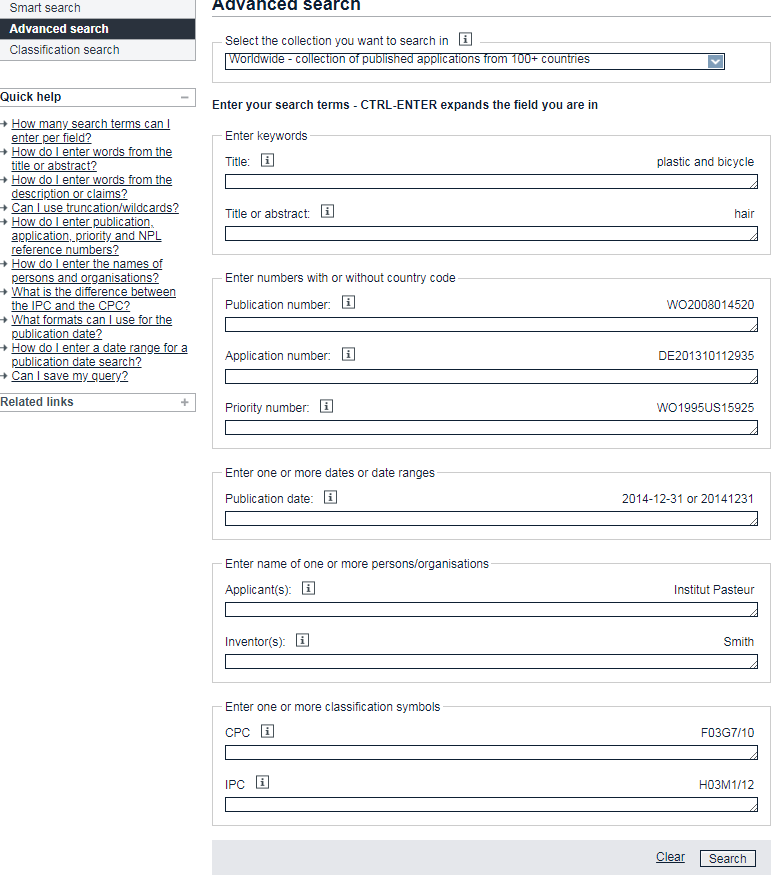 Smart search
Advanced search
Classification search
Quick help
How many search terms can I
enter per field?
How do I enter words from the
title or abstract?
How do I enter words from the
description or claims?
Can I use truncation/wildcards?
How do I enter publication,
application, priority and NPL
reference numbers?
How do I enter the names of
persons and organisations?
What is the difference between
the IPC and the CPC?
What formats can I use for the
publication date?
How do I enter a date range for a
publication date search?
Can I save my query?
Related links
Advanced search
Select the collection you want to search in
Worldwide - collection of published applications from 100+ countries
Enter your search terms - CTRL-ENTER expands the field you are in
Enter keywords
Title: plastic and bicycle
Title or abstract: hair
Enter numbers with or without country code
Publication number: WO2008014520
Application number: DE201310112935
Priority number: WO1995US15925
Enter one or more dates or date ranges
Publication date: 2014-12-31 or 20141231
Enter name of one or more persons/organisations
Applicant(s): Institut Pasteur
Inventor(s): Smith
Enter one or more classification symbols
CPC F03G7/10
IPC H03M1/12
Clear Search